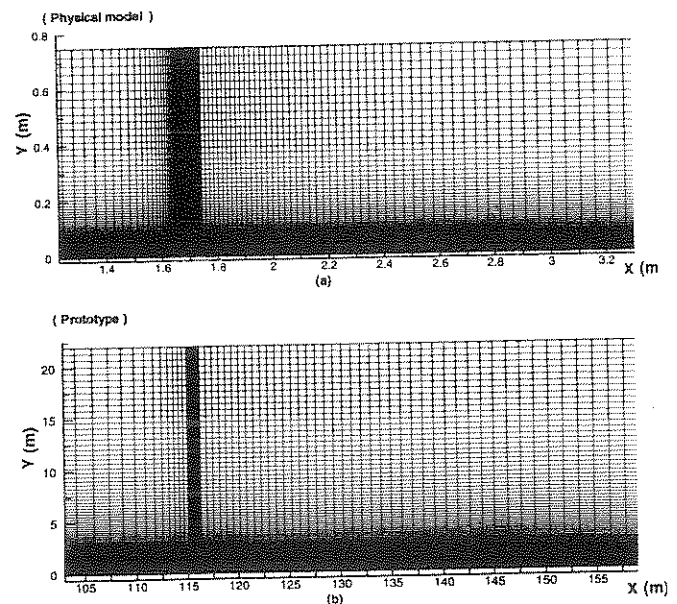 ( Physical model )
0.8
0.6
0.4
0.2
0
Y (m)
1.4 1.6 1.8 2 2.2 2.4 2.6 2.8 3 3.2 X (m
(a)
( Prototype )
20
15
10
5
0
Y (m)
105 110 115 120 125 130 135 140 145 150 155 X (m)
(b)